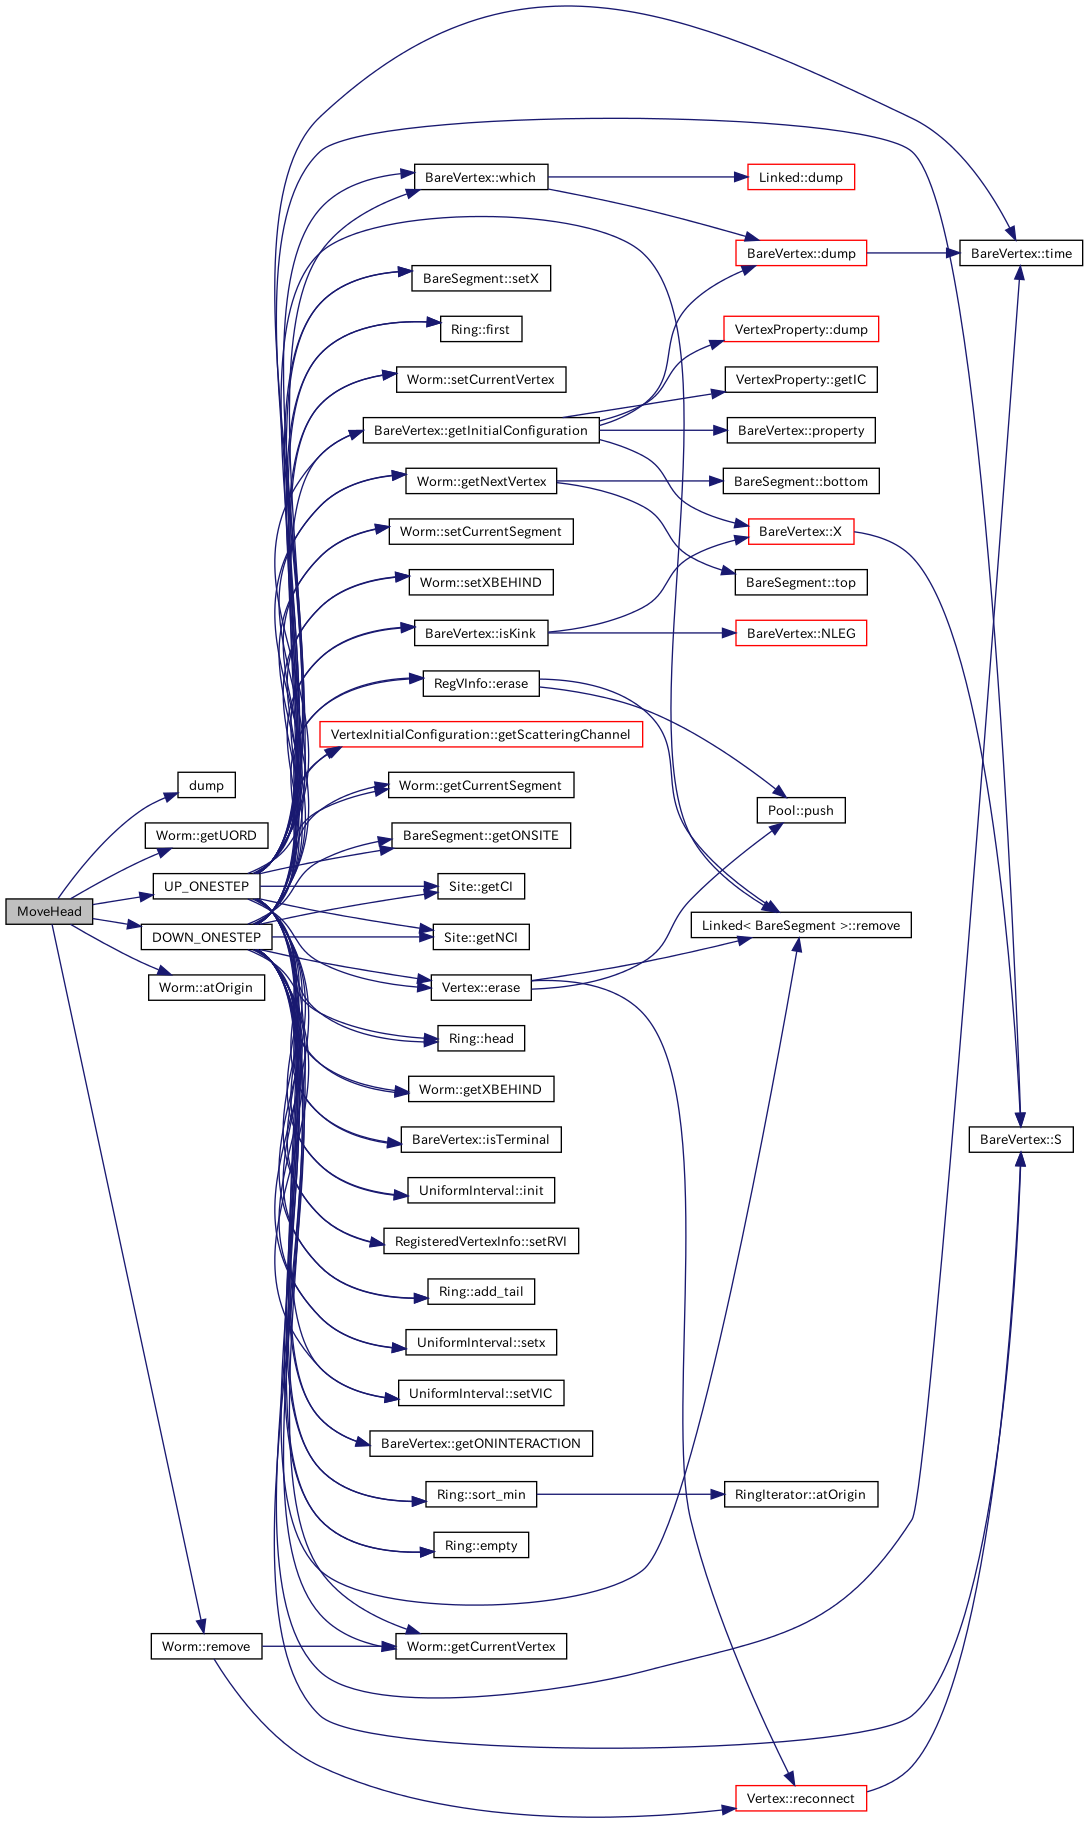 MoveHead
dump
Worm::getUORD
UP_ONESTEP
DOWN_ONESTEP
Worm::atOrigin
Worm::remove
BareVertex::which
BareSegment::setX
Ring::first
Worm::setCurrentVertex
BareVertex::getInitialConfiguration
Worm::getNextVertex
Worm::setCurrentSegment
Worm::setXBEHIND
BareVertex::isKink
RegVInfo::erase
VertexInitialConfiguration::getScatteringChannel
Worm::getCurrentSegment
BareSegment::getONSITE
Site::getCI
Site::getNCI
Vertex::erase
Ring::head
Worm::getXBEHIND
BareVertex::isTerminal
UniformInterval::init
RegisteredVertexInfo::setRVI
Ring::add_tail
UniformInterval::setx
UniformInterval::setVIC
BareVertex::getONINTERACTION
Ring::sort_min
Ring::empty
Worm::getCurrentVertex
Linked::dump
BareVertex::dump
VertexProperty::dump
VertexProperty::getIC
BareVertex::property
BareSegment::bottom
BareVertex::X
BareSegment::top
BareVertex::NLEG
Pool::push
Linked< BareSegment >::remove
RingIterator::atOrigin
Vertex::reconnect
BareVertex::time
BareVertex::S